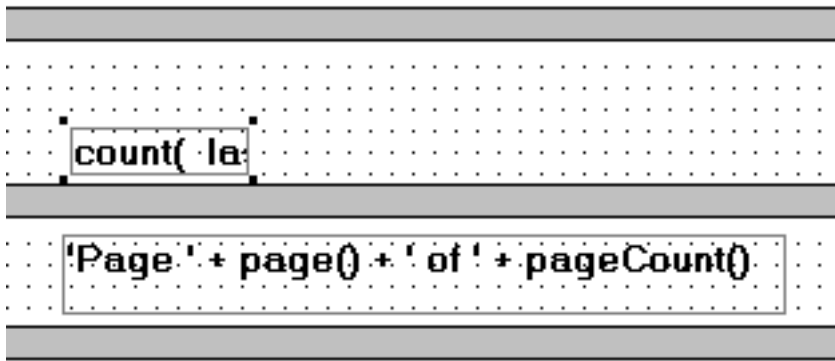 count( la
'Page ' + page() + ' of ' + pageCount()